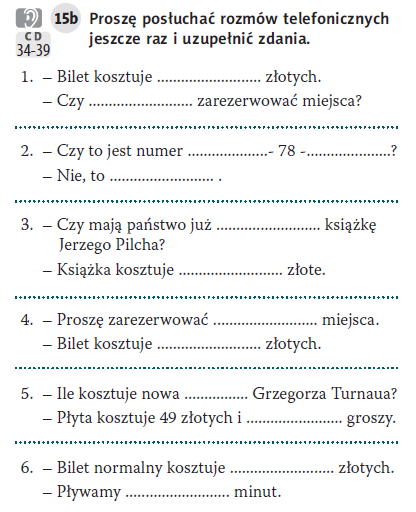 15b Proszę posłuchać rozmów telefonicznych
CD jeszcze raz i uzupełnić zdania.
34-39
1. – Bilet kosztuje ........................ złotych.
– Czy ........................ zarezerwować miejsca?
2. – Czy to jest numer ...................- 78 -....................?
– Nie, to ........................ .
3. – Czy mają państwo już ........................ książkę
Jerzego Pilcha?
– Książka kosztuje ........................ złote.
4. – Proszę zarezerwować ........................ miejsca.
– Bilet kosztuje ........................ złotych.
5. – Ile kosztuje nowa ............... Grzegorza Turnaua?
– Płyta kosztuje 49 złotych i ...................... groszy.
6. – Bilet normalny kosztuje ........................ złotych.
– Pływamy ........................ minut.